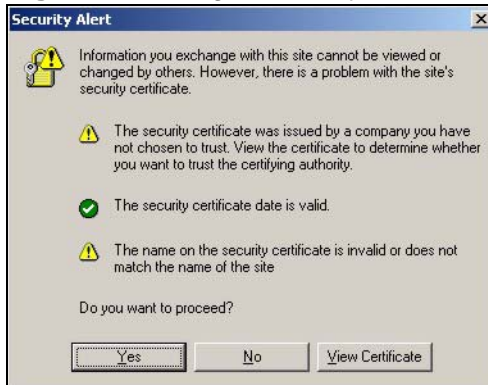 Security Alert
Information you exchange with this site cannot be viewed or
changed by others. However, there is a problem with the site's
security certificate.
The security certificate was issued by a company you have
not chosen to trust. View the certificate to determine whether
you want to trust the certifying authority.
The security certificate date is valid.
The name on the security certificate is invalid or does not
match the name of the site
Do you want to proceed?
Yes No View Certificate